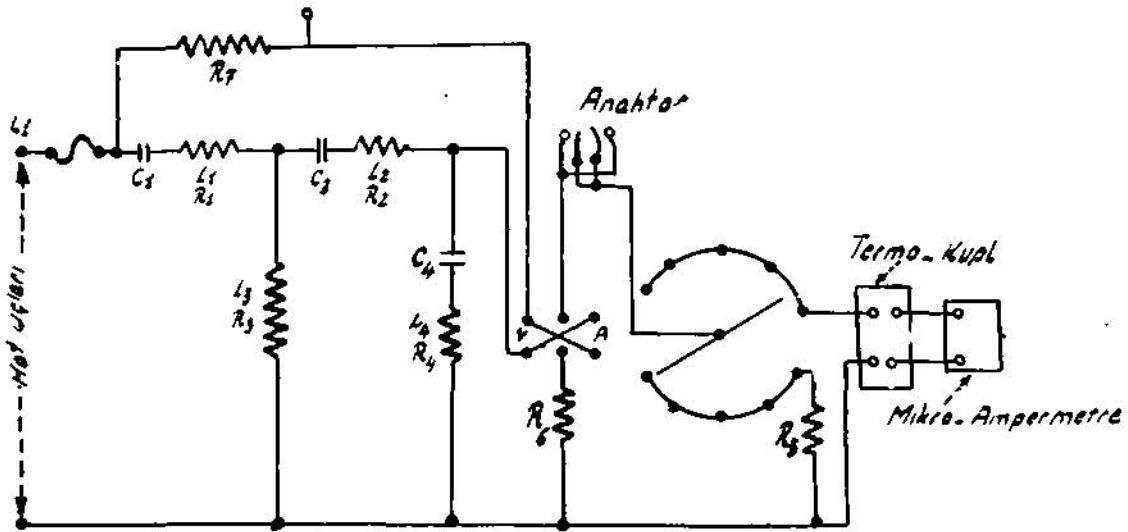 R7
Anahtar
L1
C1
L1
R1
C2
L2
R2
Hat uçları
L3
R3
C4
L4
R4
V
A
R6
R5
Termo-Kupl
Mikro-Ampermetre